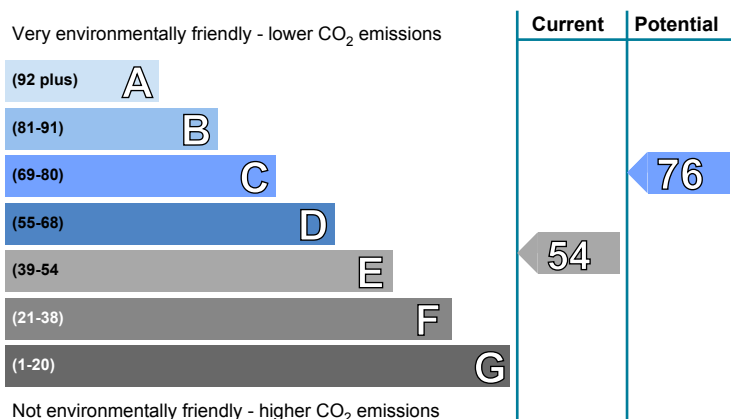 Current Potential
Very environmentally friendly - lower CO₂ emissions
(92 plus) A
(81-91) B
(69-80) C
76
(55-68) D
54
(39-54 E
(21-38) F
(1-20) G
Not environmentally friendly - higher CO₂ emissions